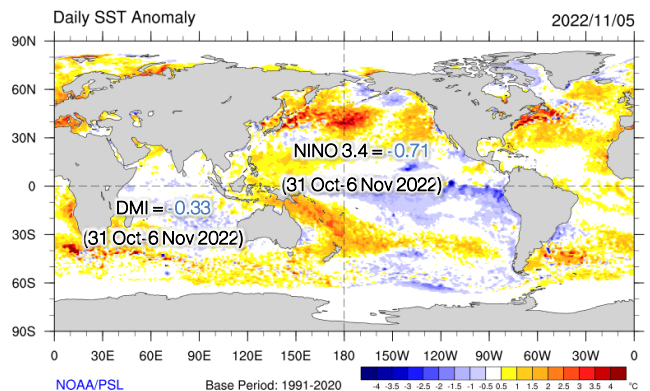 Daily SST Anomaly 2022/11/05
90N
60N
30N
NINO 3.4 = -0.71
0
(31 Oct-6 Nov 2022)
DMI = -0.33
30S
(31 Oct-6 Nov 2022)
60S
90S
0 30E 60E 90E 120E 150E 180 150W 120W 90W 60W 30W 0
NOAA/PSL Base Period: 1991-2020
-4 -3.5 -3 -2.5 -2 -1.5 -1 -0.5 0.5 1 1.5 2 2.5 3 3.5 4 °C